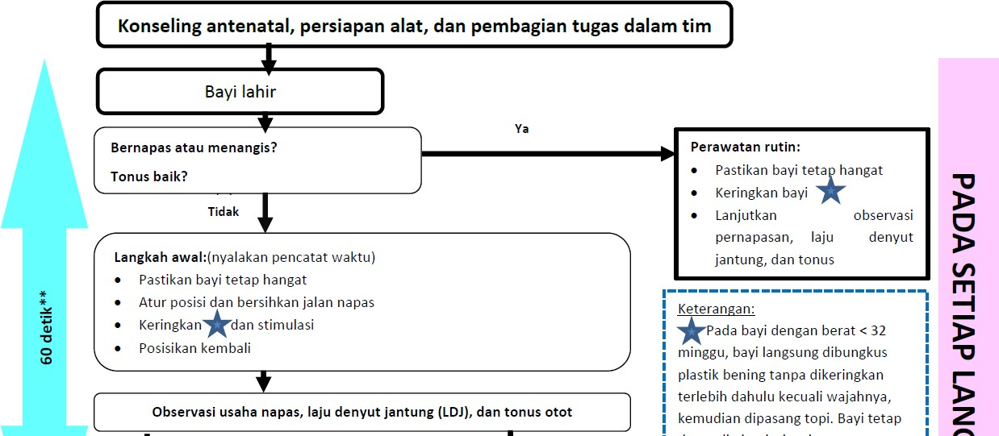 Konseling antenatal, persiapan alat, dan pembagian tugas dalam tim
Bayi lahir
Ya
Bernapas atau menangis?
Tonus baik?
Perawatan rutin:
• Pastikan bayi tetap hangat
• Keringkan bayi
• Lanjutkan observasi
pernapasan, laju denyut
jantung, dan tonus
Tidak
Langkah awal:(nyalakan pencatat waktu)
• Pastikan bayi tetap hangat
• Atur posisi dan bersihkan jalan napas
• Keringkan dan stimulasi
• Posisikan kembali
60 detik**
Keterangan:
Pada bayi dengan berat < 32
minggu, bayi langsung dibungkus
plastik bening tanpa dikeringkan
terlebih dahulu kecuali wajahnya,
kemudian dipasang topi. Bayi tetap
Observasi usaha napas, laju denyut jantung (LDJ), dan tonus otot
PADA SETIAP LANG